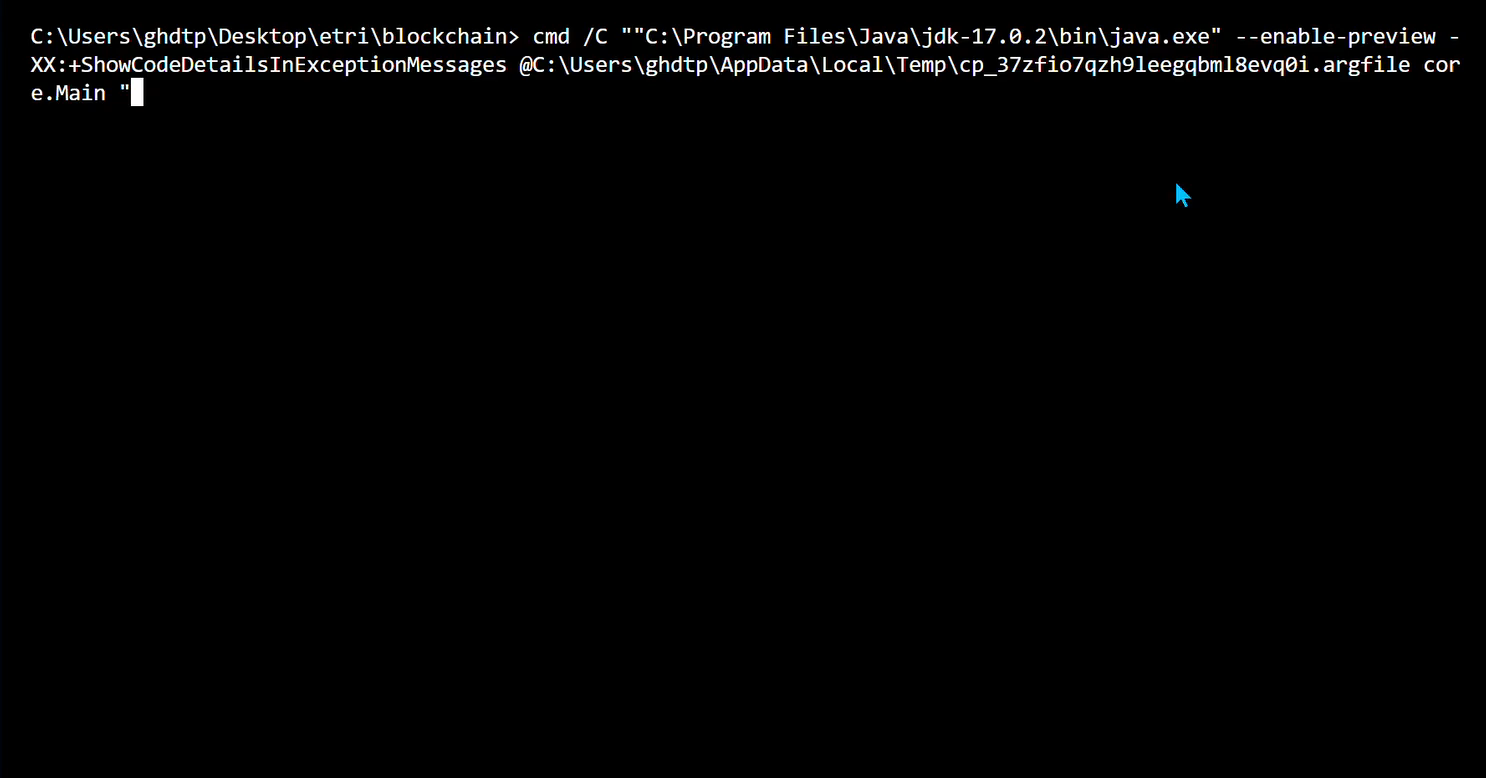 C:\Users\ghdtp\Desktop\etri\blockchain> cmd /C ""C:\Program Files\Java\jdk-17.0.2\bin\java.exe" --enable-preview -
XX:+ShowCodeDetailsInExceptionMessages @C:\Users\ghdtp\AppData\Local\Temp\cp_37zfio7qzh9leegqbml8evq0i.argfile cor
e.Main "